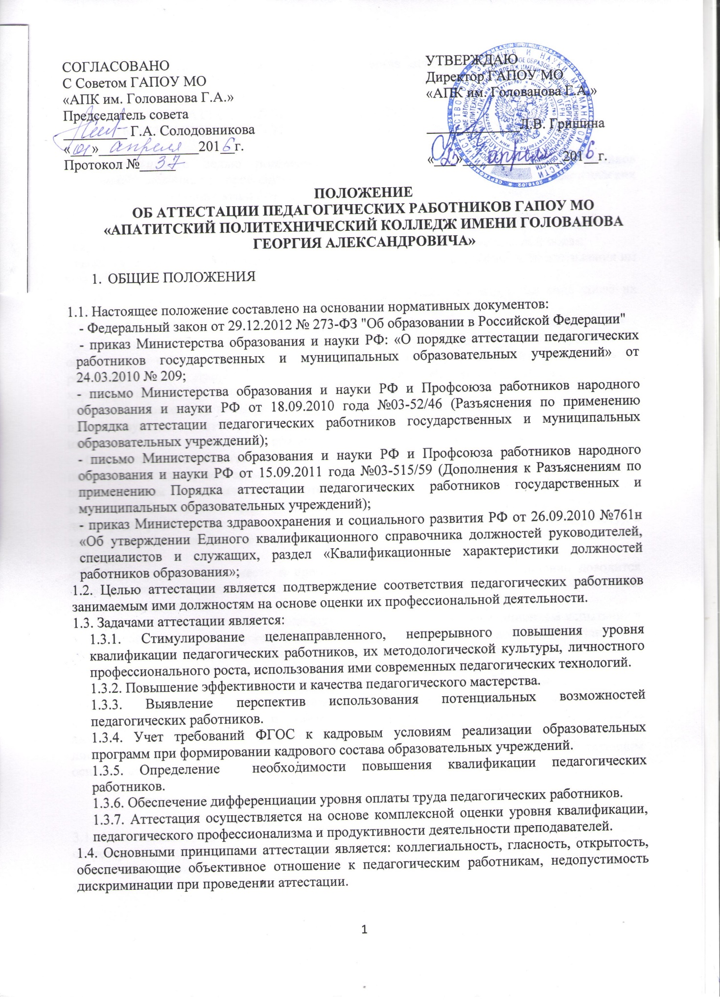 СОГЛАСОВАНО
С Советом ГАПОУ МО
«АПК им. Голованова Г.А.»
Председатель совета
_________ Г.А. Солодовникова
«01» апреля 2016 г.
Протокол № 37
УТВЕРЖДАЮ
Директор ГАПОУ МО
«АПК им. Голованова Г.А.»
_____________Л.В. Гришина
«25» апреля 2016 г.
ПОЛОЖЕНИЕ
ОБ АТТЕСТАЦИИ ПЕДАГОГИЧЕСКИХ РАБОТНИКОВ ГАПОУ МО
«АПАТИТСКИЙ ПОЛИТЕХНИЧЕСКИЙ КОЛЛЕДЖ ИМЕНИ ГОЛОВАНОВА
ГЕОРГИЯ АЛЕКСАНДРОВИЧА»
1. ОБЩИЕ ПОЛОЖЕНИЯ
1.1. Настоящее положение составлено на основании нормативных документов:
- Федеральный закон от 29.12.2012 № 273-ФЗ "Об образовании в Российской Федерации"
- приказ Министерства образования и науки РФ: «О порядке аттестации педагогических
работников государственных и муниципальных образовательных учреждений» от
24.03.2010 № 209;
- письмо Министерства образования и науки РФ и Профсоюза работников народного
образования и науки РФ от 18.09.2010 года №03-52/46 (Разъяснения по применению
Порядка аттестации педагогических работников государственных и муниципальных
образовательных учреждений);
- письмо Министерства образования и науки РФ и Профсоюза работников народного
образования и науки РФ от 15.09.2011 года №03-515/59 (Дополнения к Разъяснениям по
применению Порядка аттестации педагогических работников государственных и
муниципальных образовательных учреждений);
- приказ Министерства здравоохранения и социального развития РФ от 26.09.2010 №761н
«Об утверждении Единого квалификационного справочника должностей руководителей,
специалистов и служащих, раздел «Квалификационные характеристики должностей
работников образования»;
1.2. Целью аттестации является подтверждение соответствия педагогических работников
занимаемым ими должностям на основе оценки их профессиональной деятельности.
1.3. Задачами аттестации является:
1.3.1. Стимулирование целенаправленного, непрерывного повышения уровня
квалификации педагогических работников, их методологической культуры, личностного
профессионального роста, использования ими современных педагогических технологий.
1.3.2. Повышение эффективности и качества педагогического мастерства.
1.3.3. Выявление перспектив использования потенциальных возможностей
педагогических работников.
1.3.4. Учет требований ФГОС к кадровым условиям реализации образовательных
программ при формировании кадрового состава образовательных учреждений.
1.3.5. Определение необходимости повышения квалификации педагогических
работников.
1.3.6. Обеспечение дифференциации уровня оплаты труда педагогических работников.
1.3.7. Аттестация осуществляется на основе комплексной оценки уровня квалификации,
педагогического профессионализма и продуктивности деятельности преподавателей.
1.4. Основными принципами аттестации является: коллегиальность, гласность, открытость,
обеспечивающие объективное отношение к педагогическим работникам, недопустимость
дискриминации при проведении аттестации.
1